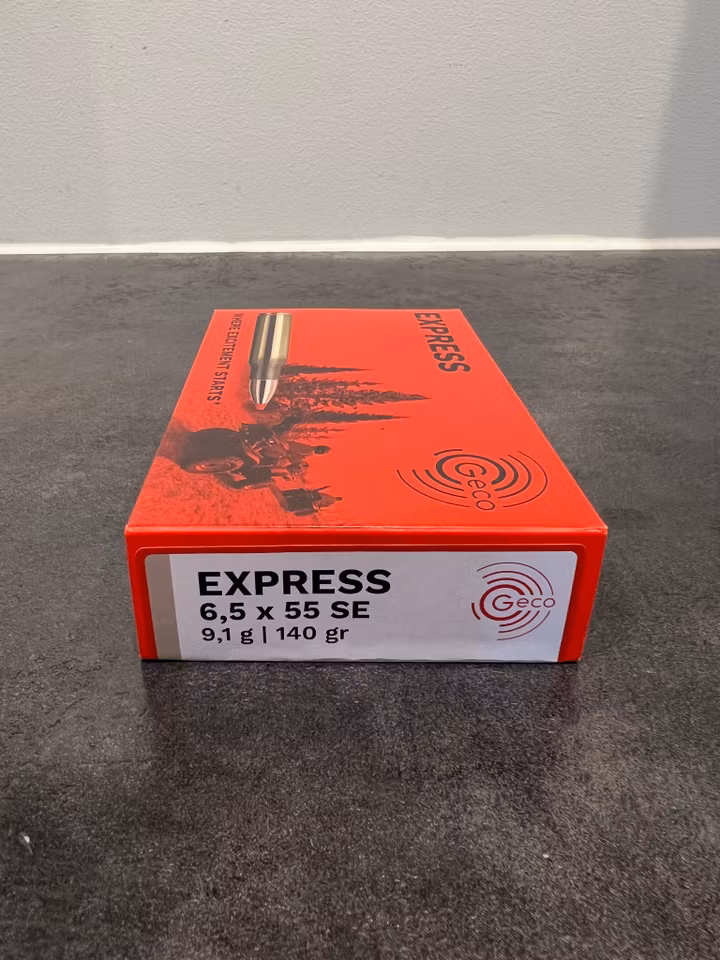 EXPRESS
WHERE EXCITEMENT STARTS
Geco
EXPRESS
6,5 x 55 SE
9,1 g | 140 gr
Geco